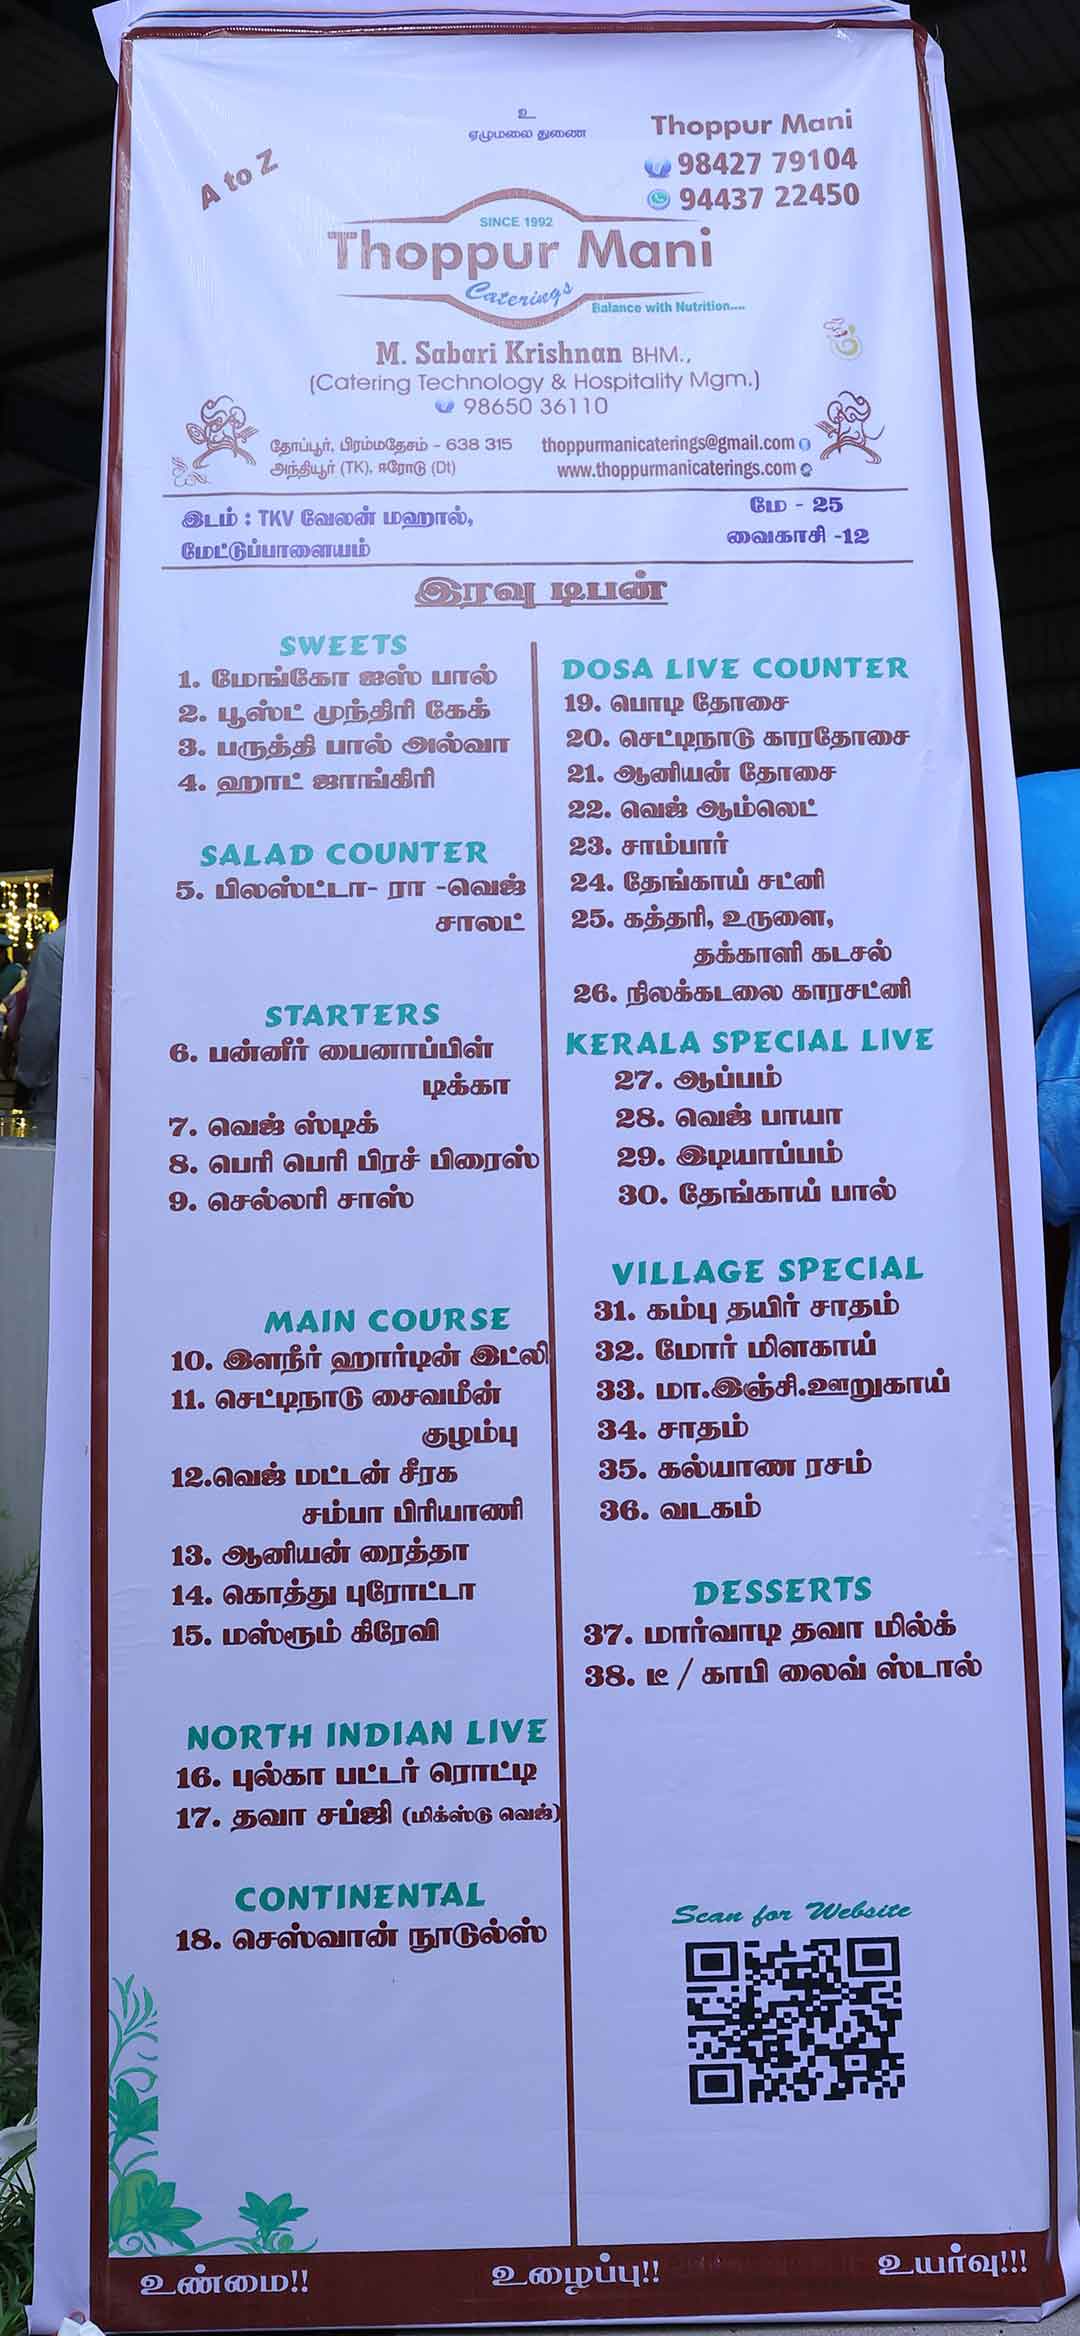 உ
ஏழுமலை துணை
Thoppur Mani
98427 79104
94437 22450
A to Z
SINCE 1992
Thoppur Mani
Caterings
Balance with Nutrition....
M. Sabari Krishnan BHM.,
(Catering Technology & Hospitality Mgm.)
98650 36110
தோப்பூர், பிரம்மதேசம் - 638 315
அந்தியூர் (TK), ஈரோடு (Dt)
thoppurmanicaterings@gmail.com
www.thoppurmanicaterings.com
இடம் : TKV வேலன் மஹால்,
மேட்டுப்பாளையம்
மே - 25
வைகாசி -12
இரவு டிபன்
SWEETS
1. மேங்கோ ஐஸ் பால்
2. பூஸ்ட் முந்திரி கேக்
3. பருத்தி பால் அல்வா
4. ஹாட் ஜாங்கிரி
SALAD COUNTER
5. பிலஸ்ட்டா- ரா -வெஜ்
சாலட்
STARTERS
6. பன்னீர் பைனாப்பிள்
டிக்கா
7. வெஜ் ஸ்டிக்
8. பெரி பெரி பிரச் பிரைஸ்
9. செல்லரி சாஸ்
MAIN COURSE
10. இளநீர் ஹார்டின் இட்லி
11. செட்டிநாடு சைவமீன்
குழம்பு
12.வெஜ் மட்டன் சீரக
சம்பா பிரியாணி
13. ஆனியன் ரைத்தா
14. கொத்து புரோட்டா
15. மஸ்ரூம் கிரேவி
NORTH INDIAN LIVE
16. புல்கா பட்டர் ரொட்டி
17. தவா சப்ஜி (மிக்ஸ்டு வெஜ்)
CONTINENTAL
18. செஸ்வான் நூடுல்ஸ்
DOSA LIVE COUNTER
19. பொடி தோசை
20. செட்டிநாடு காரதோசை
21. ஆனியன் தோசை
22. வெஜ் ஆம்லெட்
23. சாம்பார்
24. தேங்காய் சட்னி
25. கத்தரி, உருளை,
தக்காளி கடசல்
26. நிலக்கடலை காரசட்னி
KERALA SPECIAL LIVE
27. ஆப்பம்
28. வெஜ் பாயா
29. இடியாப்பம்
30. தேங்காய் பால்
VILLAGE SPECIAL
31. கம்பு தயிர் சாதம்
32. மோர் மிளகாய்
33. மா.இஞ்சி.ஊறுகாய்
34. சாதம்
35. கல்யாண ரசம்
36. வடகம்
DESSERTS
37. மார்வாடி தவா மில்க்
38. டீ / காபி லைவ் ஸ்டால்
Scan for Website
உண்மை!!
உழைப்பு!!
உயர்வு!!!